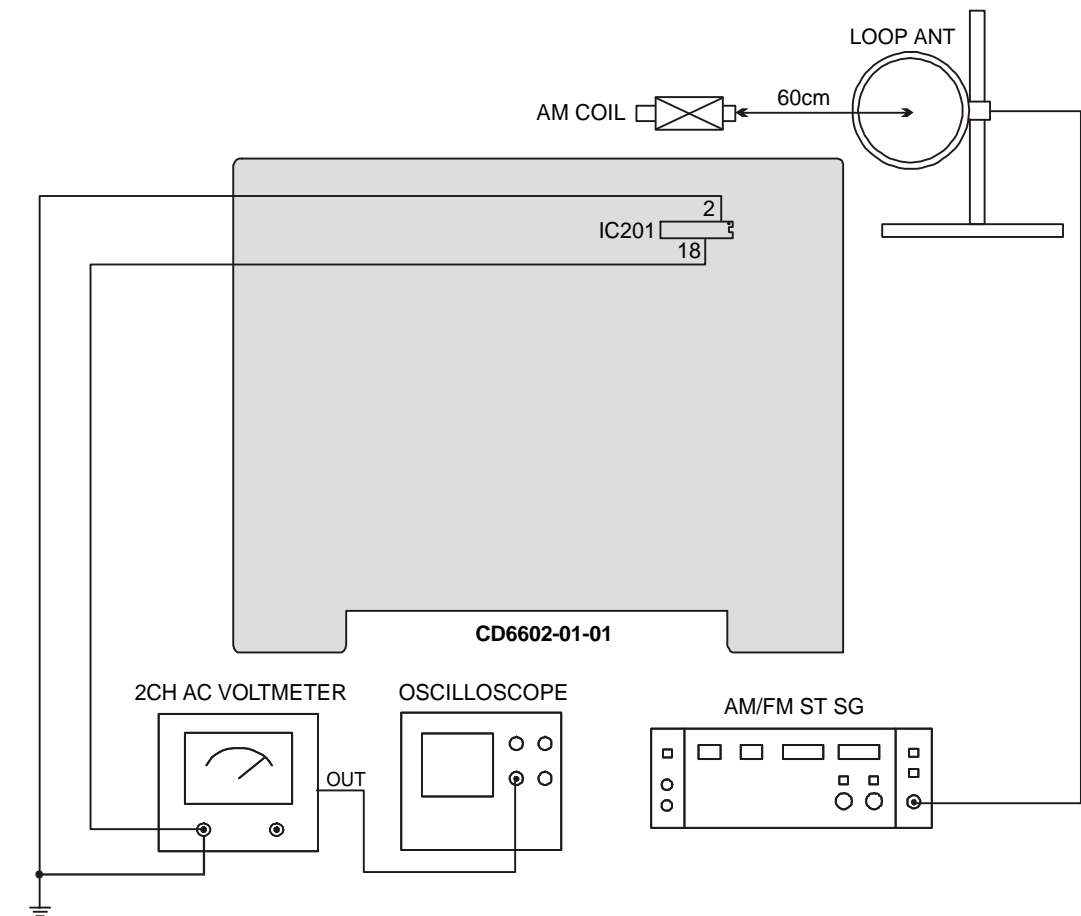 LOOP ANT
60cm
AM COIL
2
IC201
18
CD6602-01-01
2CH AC VOLTMETER
OSCILLOSCOPE
AM/FM ST SG
OUT